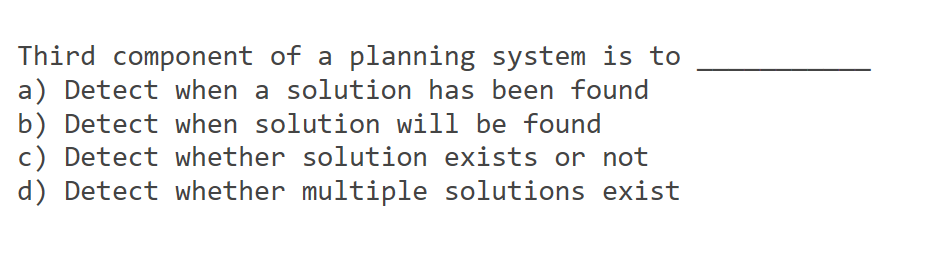 Third component of a planning system is to ___________
a) Detect when a solution has been found
b) Detect when solution will be found
c) Detect whether solution exists or not
d) Detect whether multiple solutions exist